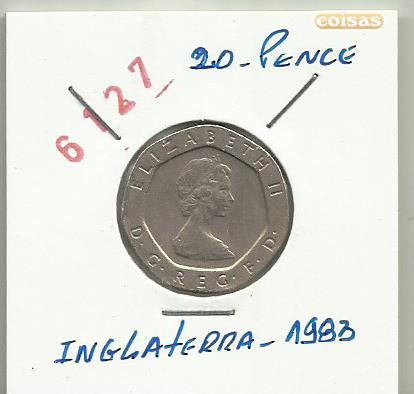 coisas
20-PENCE
6127
ELIZABETH II
D·G·REG·F·D·
INGLATERRA-1983